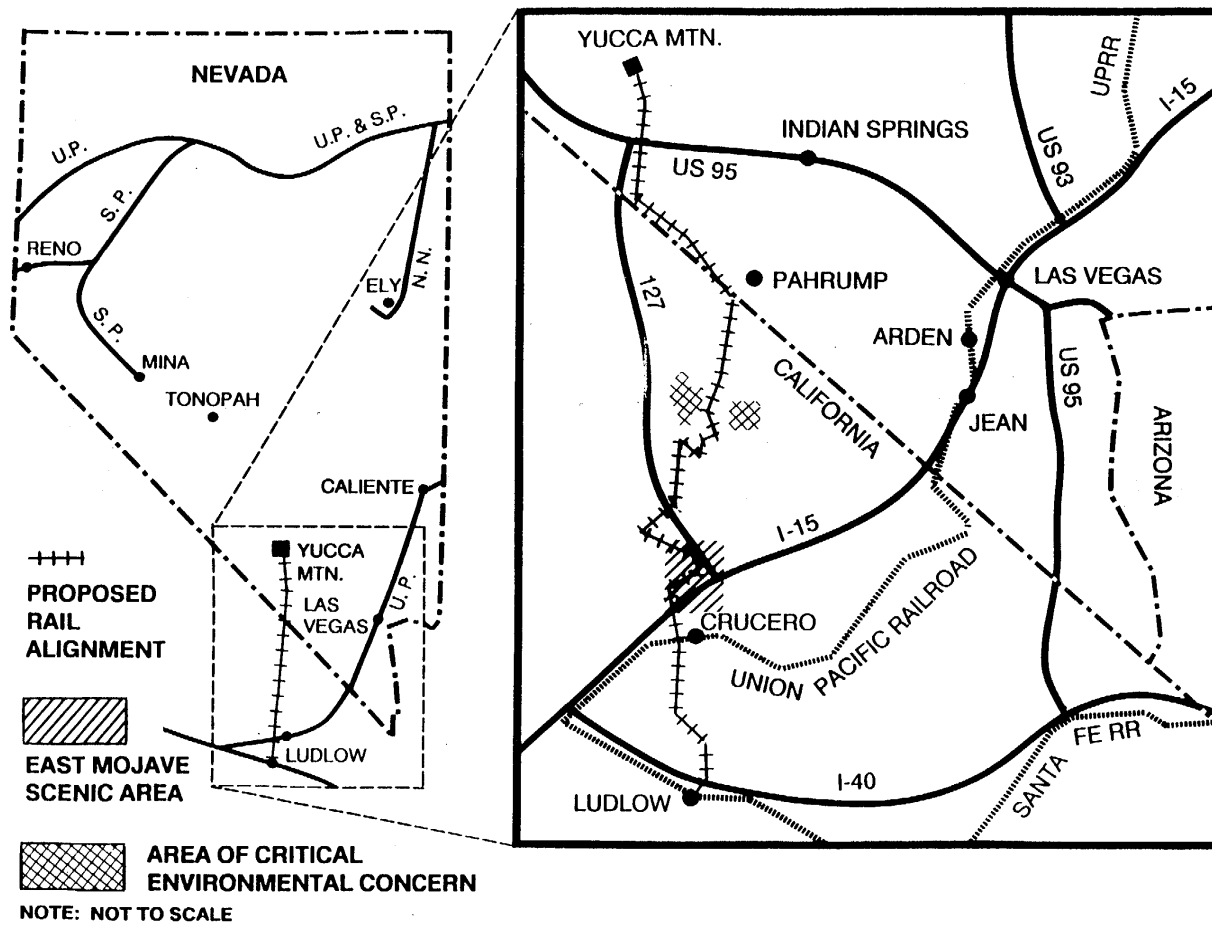 NEVADA
U.P.
U.P. & S.P.
S.P.
RENO
N. N.
ELY
S. P.
MINA
TONOPAH
CALIENTE
YUCCA
MTN.
LAS
VEGAS
U. P.
LUDLOW
PROPOSED
RAIL
ALIGNMENT
EAST MOJAVE
SCENIC AREA
AREA OF CRITICAL
ENVIRONMENTAL CONCERN
NOTE: NOT TO SCALE
YUCCA MTN.
UPRR
I-15
INDIAN SPRINGS
US 95
US 93
127
PAHRUMP
LAS VEGAS
ARDEN
CALIFORNIA
JEAN
US 95
ARIZONA
I-15
CRUCERO
UNION PACIFIC RAILROAD
LUDLOW
I-40
SANTA FE RR